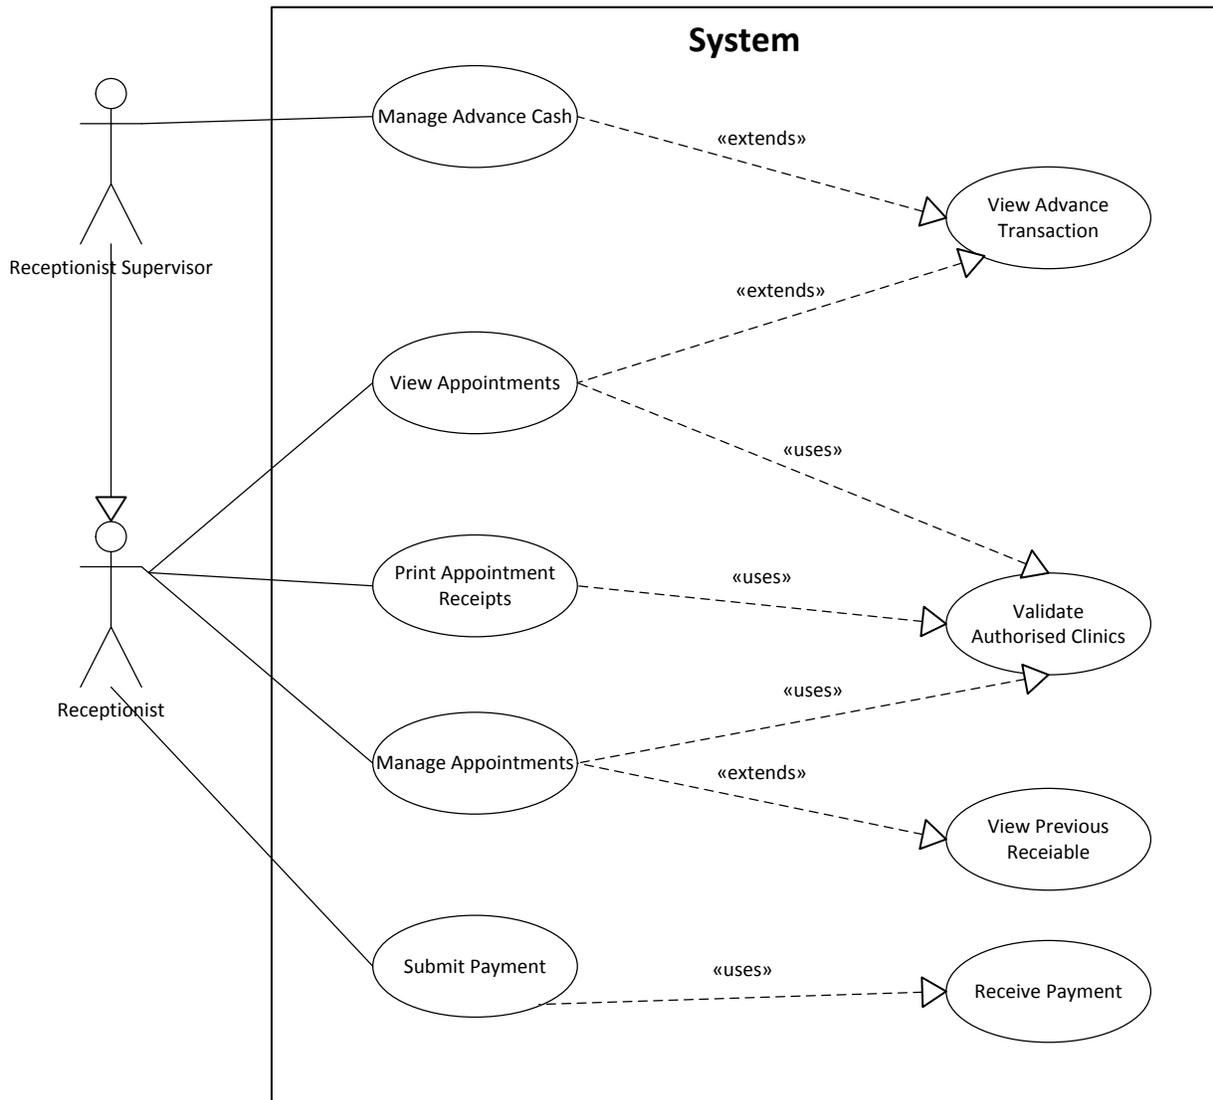 System
Manage Advance Cash
«extends»
View Advance
Transaction
Receptionist Supervisor
«extends»
View Appointments
«uses»
Print Appointment
Receipts
«uses»
Validate
Authorised Clinics
«uses»
Receptionist
Manage Appointments
«extends»
View Previous
Receiable
Submit Payment
«uses»
Receive Payment